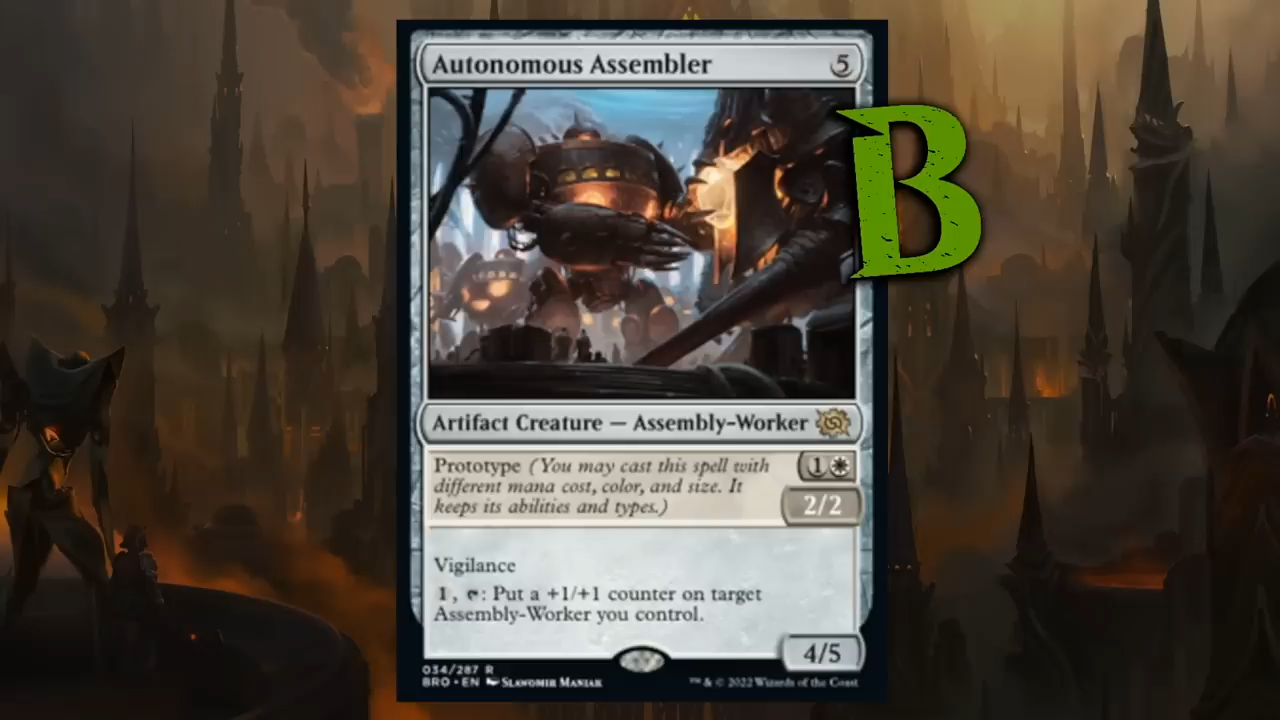 Autonomous Assembler 5
B
Artifact Creature — Assembly-Worker
Prototype (You may cast this spell with
different mana cost, color, and size. It
keeps its abilities and types.)
1
2/2
Vigilance
1, : Put a +1/+1 counter on target
Assembly-Worker you control.
4/5
034/287 R
BRO • EN SLAWOMIR MANIAK
™ & © 2022 Wizards of the Coast